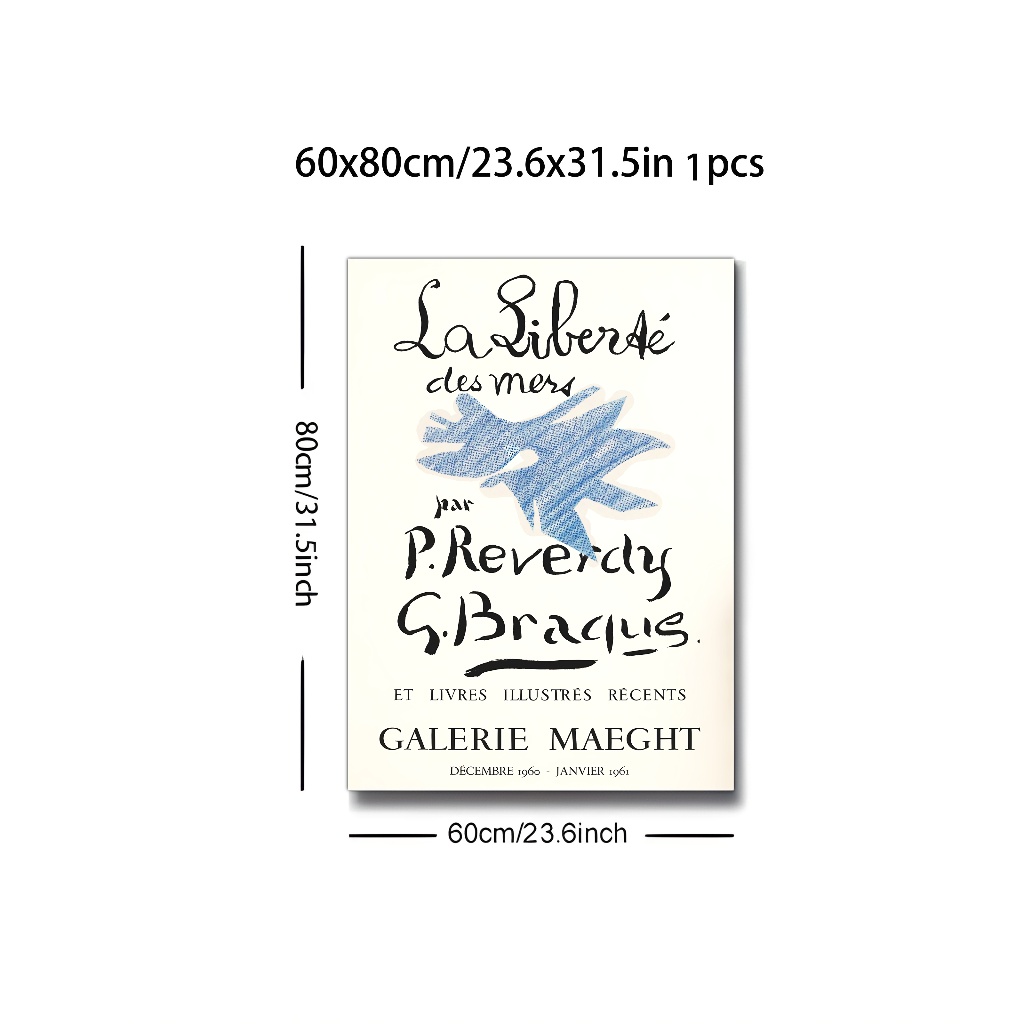 60x80cm/23.6x31.5in 1pcs
La Liberté
des mers
par
P. Reverdy
G. Braque.
ET LIVRES ILLUSTRÉS RÉCENTS
GALERIE MAEGHT
DÉCEMBRE 1960 - JANVIER 1961
80cm/31.5inch
60cm/23.6inch